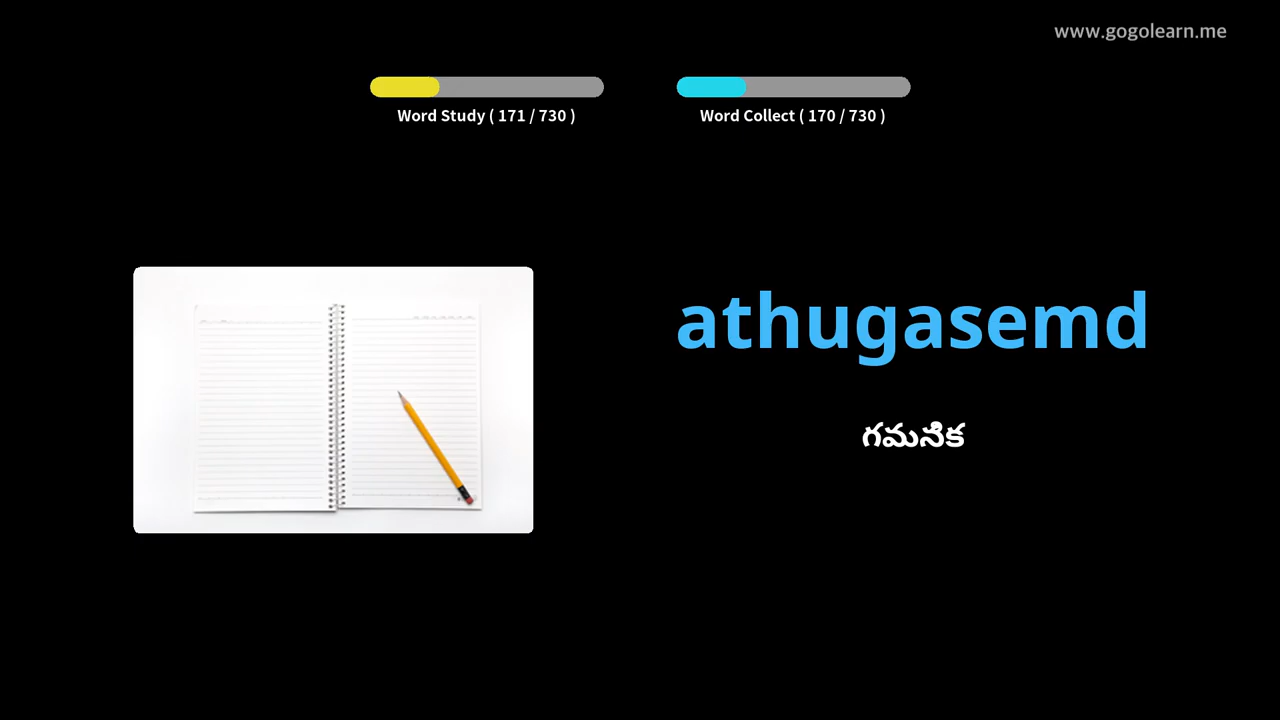 www.gogolearn.me
Word Study ( 171 / 730 )
Word Collect ( 170 / 730 )
athugasemd
గమనిక